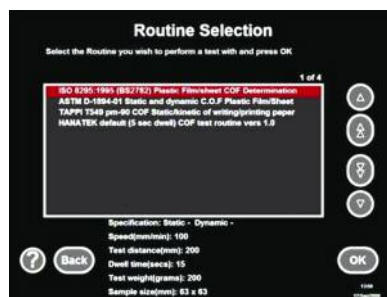 Routine Selection
Select the Routine you wish to perform a test with and press OK
1 of 4
ISO 8295:1995 (BS2782) Plastic Film/sheet COF Determination
ASTM D-1894-01 Static and dynamic C.O.F Plastic Film/Sheet
TAPPI T549 pm-90 COF Static/kinetic of writing/printing paper
HANATEK default (5 sec dwell) COF test routine vers 1.0
Specification: Static - Dynamic -
Speed(mm/min): 100
Test distance(mm): 200
Dwell time(secs): 15
Test weight(grams): 200
Sample size(mm): 63 x 63
?
Back
OK